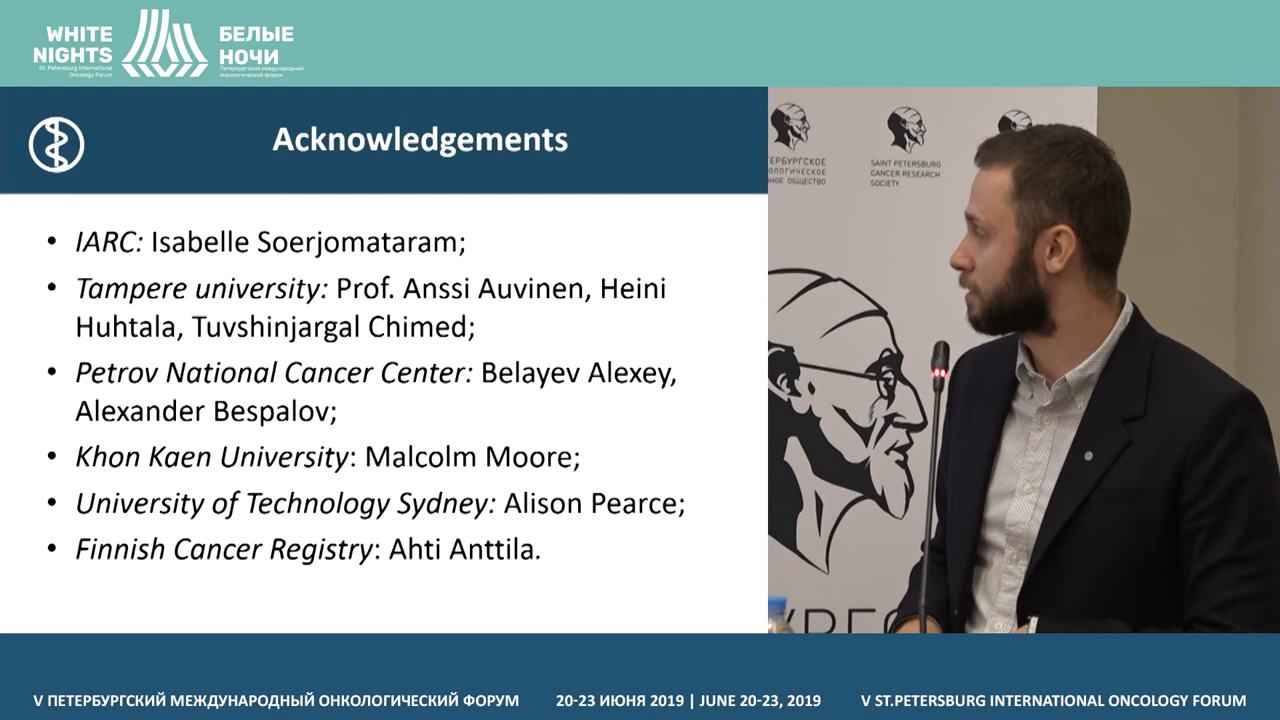 WHITE
NIGHTS
St. Petersburg International
Oncology Forum
БЕЛЫЕ
НОЧИ
Петербургский международный
онкологический форум
Acknowledgements
• IARC: Isabelle Soerjomataram;
• Tampere university: Prof. Anssi Auvinen, Heini
Huhtala, Tuvshinjargal Chimed;
• Petrov National Cancer Center: Belayev Alexey,
Alexander Bespalov;
• Khon Kaen University: Malcolm Moore;
• University of Technology Sydney: Alison Pearce;
• Finnish Cancer Registry: Ahti Anttila.
ЕРБУРГСКОЕ
ОЛОГИЧЕСКОЕ
НОЕ ОБЩЕСТВО
SAINT PETERSBURG
CANCER RESEARCH
SOCIETY
УРГС
V ПЕТЕРБУРГСКИЙ МЕЖДУНАРОДНЫЙ ОНКОЛОГИЧЕСКИЙ ФОРУМ
20-23 ИЮНЯ 2019 | JUNE 20-23, 2019
V ST.PETERSBURG INTERNATIONAL ONCOLOGY FORUM